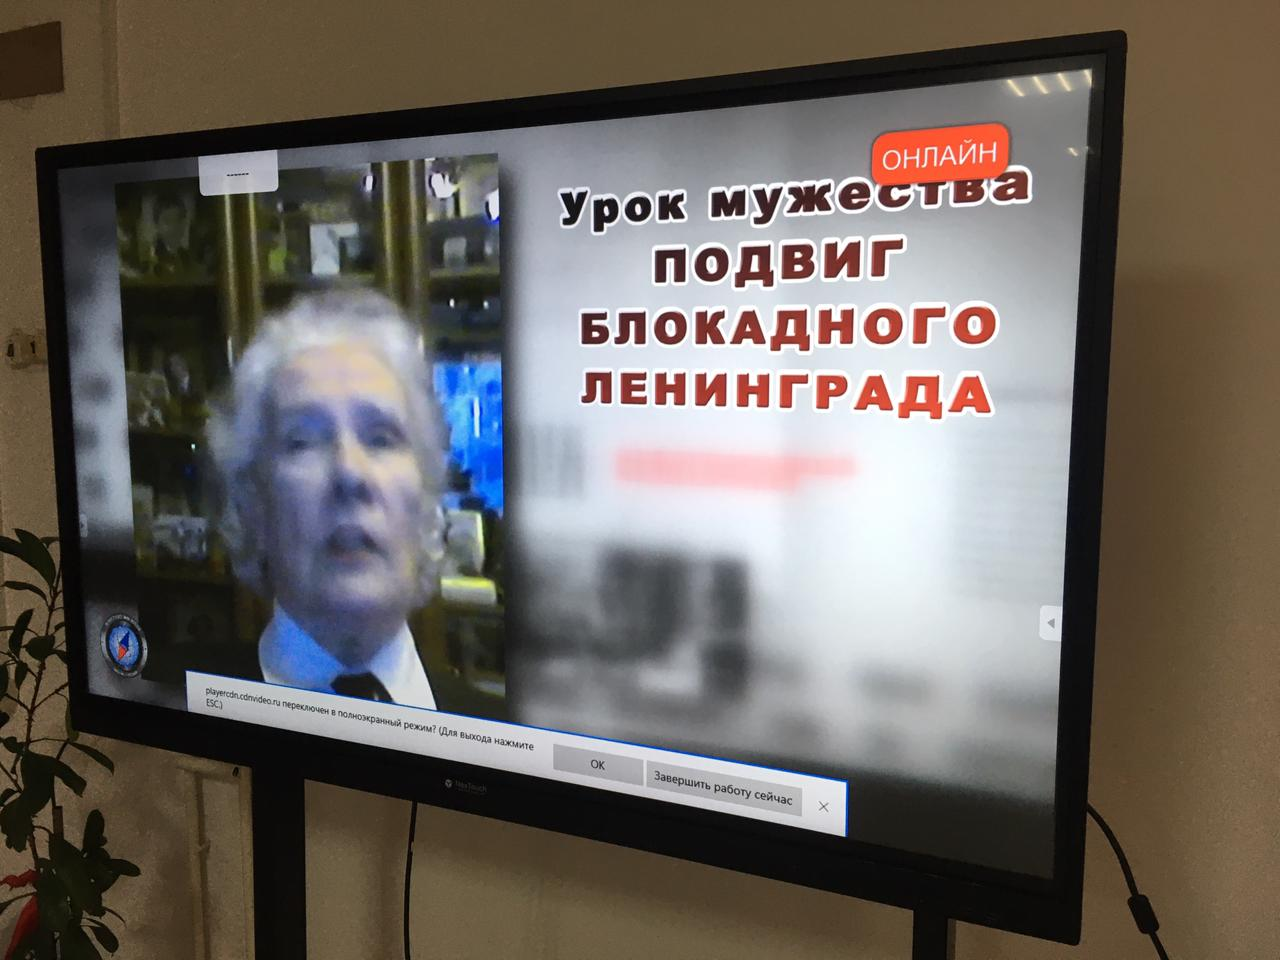 ОНЛАЙН
Урок мужества
ПОДВИГ
БЛОКАДНОГО
ЛЕНИНГРАДА
playercdn.cdnvideo.ru переключен в полноэкранный режим? (Для выхода нажмите
ESC.)
ОК
Завершить работу сейчас
NexTouch